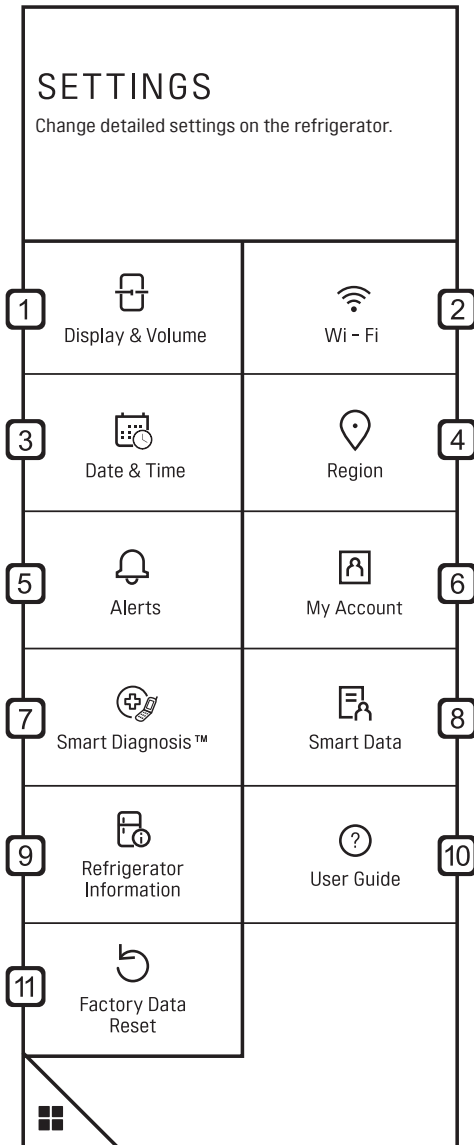 SETTINGS
Change detailed settings on the refrigerator.
1
Display & Volume
2
Wi - Fi
3
Date & Time
4
Region
5
Alerts
6
My Account
7
Smart Diagnosis™
8
Smart Data
9
Refrigerator
Information
10
User Guide
11
Factory Data
Reset